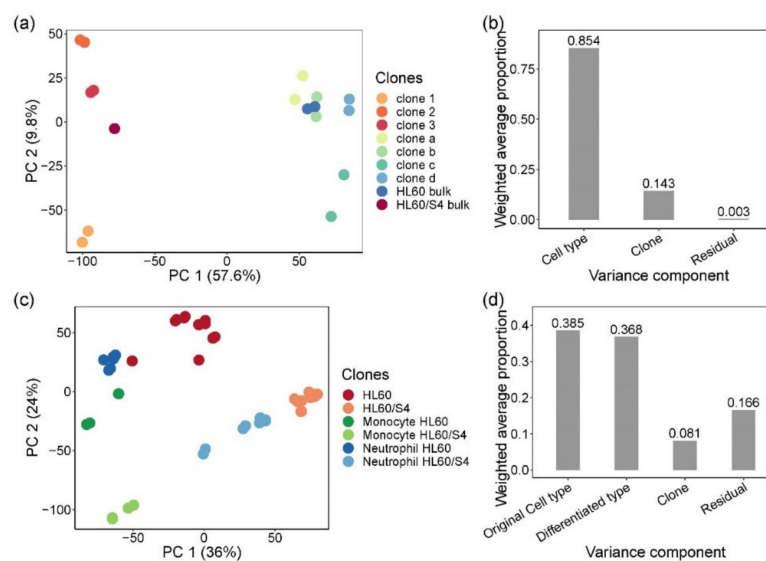 (a)
50
25
0
−25
−50
PC 2 (9.8%)
−100
−50
0
50
PC 1 (57.6%)
Clones
clone 1
clone 2
clone 3
clone a
clone b
clone c
clone d
HL60 bulk
HL60/S4 bulk
(b)
Weighted average proportion
0.75
0.50
0.25
0.00
0.854
0.143
0.003
Cell type
Clone
Residual
Variance component
(c)
50
0
−50
−100
PC 2 (24%)
−100
−50
0
50
PC 1 (36%)
Clones
HL60
HL60/S4
Monocyte HL60
Monocyte HL60/S4
Neutrophil HL60
Neutrophil HL60/S4
(d)
Weighted average proportion
0.4
0.3
0.2
0.1
0.0
0.385
0.368
0.081
0.166
Original Cell type
Differentiated type
Clone
Residual
Variance component